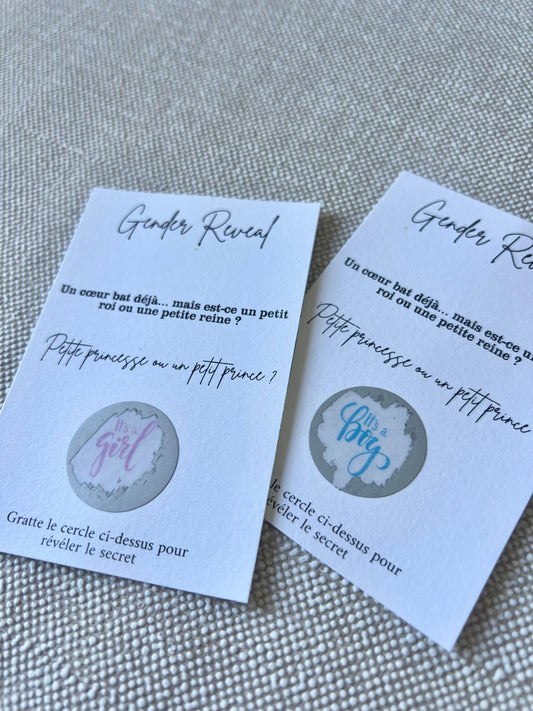 Gender Reveal
Un cœur bat déjà... mais est-ce un petit
roi ou une petite reine ?
Petite princesse ou un petit prince ?
It's a
girl
Gratte le cercle ci-dessus pour
révéler le secret
Gender
Un cœur bat déjà... mais est-ce un
roi ou une petite reine ?
Petite princesse ou un petit prince
It's a
boy
le cercle ci-dessus pour
révéler le secret